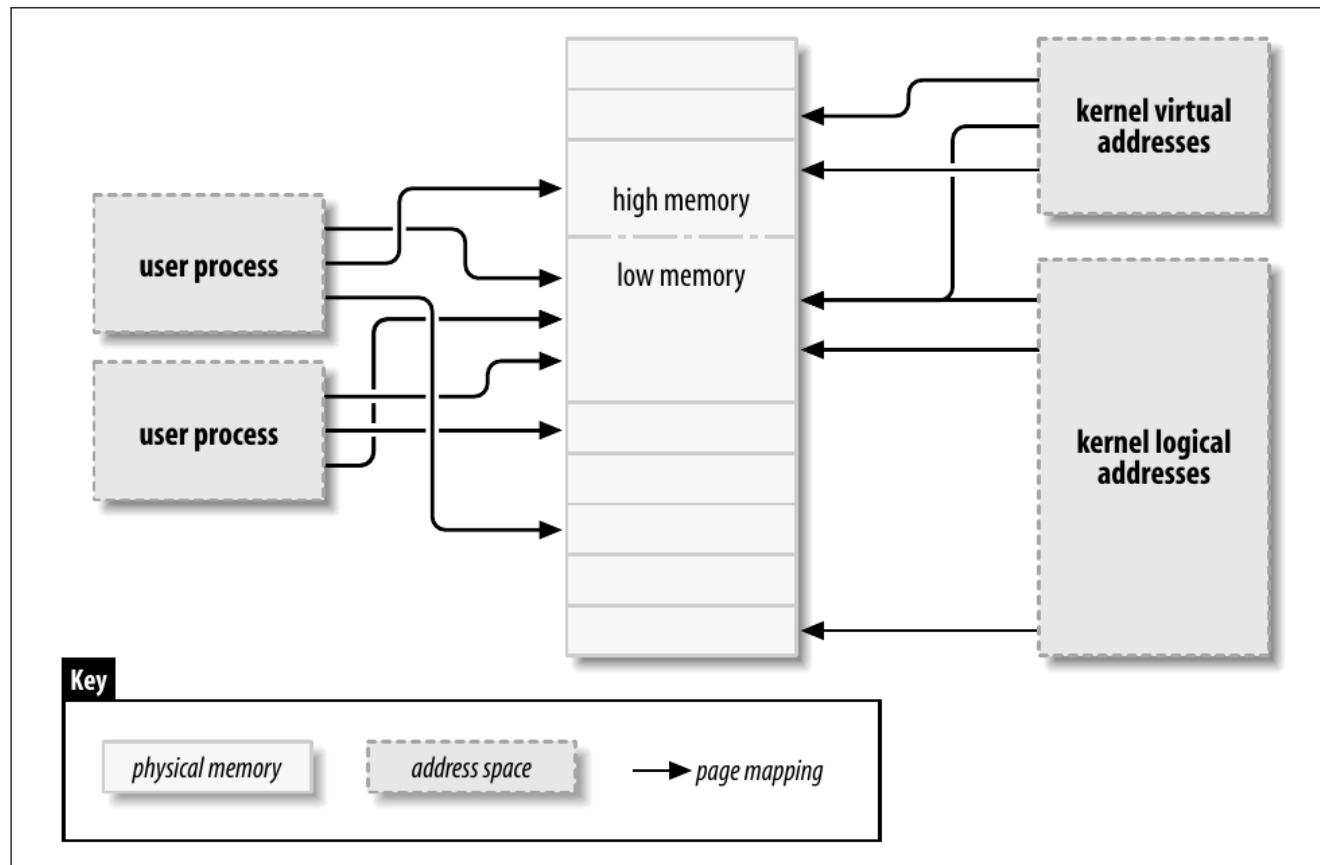 kernel virtual
addresses
high memory
user process
low memory
user process
kernel logical
addresses
Key
physical memory
address space
page mapping